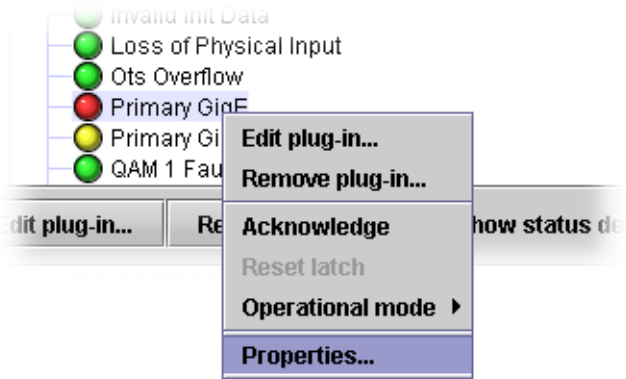 Invalid Init Data
Loss of Physical Input
Ots Overflow
Primary GigE
Primary Gi
QAM 1 Fau
Edit plug-in...
Remove plug-in...
Acknowledge
Reset latch
Operational mode
Properties...
dit plug-in...
Re
how status de